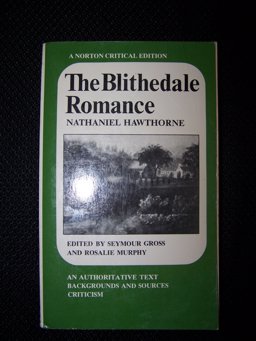 A NORTON CRITICAL EDITION
The Blithedale
Romance
NATHANIEL HAWTHORNE
EDITED BY SEYMOUR GROSS
AND ROSALIE MURPHY
AN AUTHORITATIVE TEXT
BACKGROUNDS AND SOURCES
CRITICISM